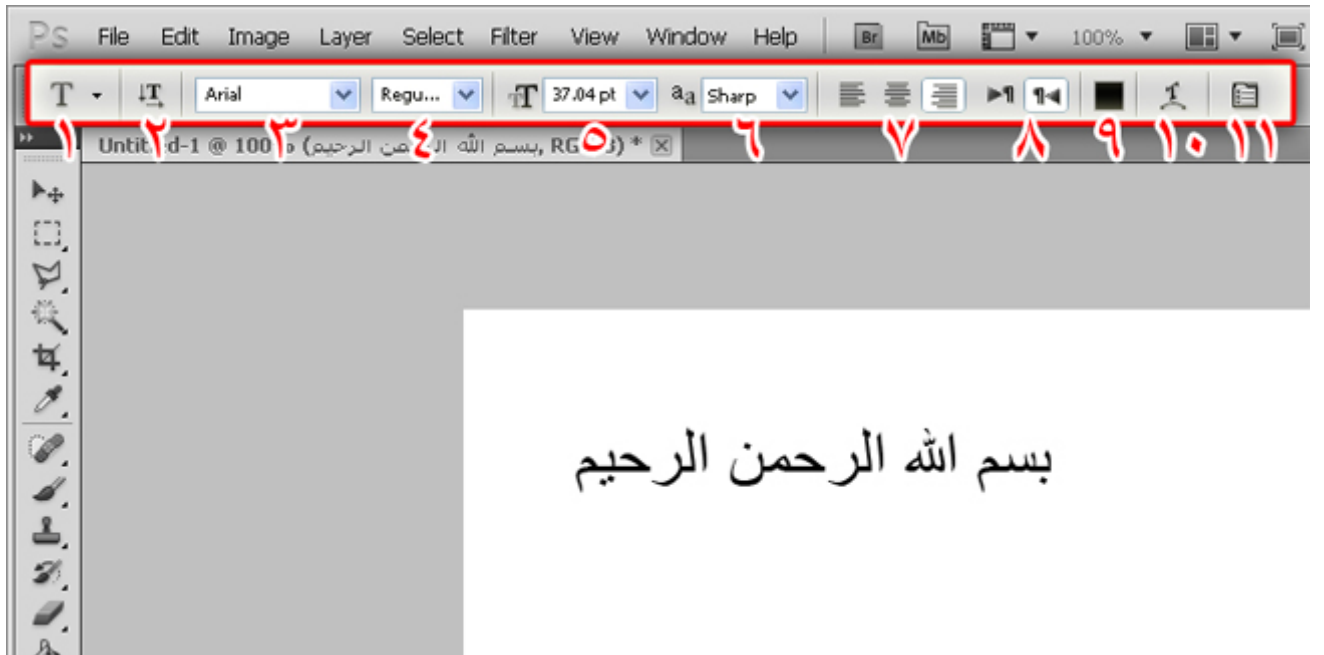 Ps File Edit Image Layer Select Filter View Window Help Br Mb 100%
T T Arial Regu... T 37.04 pt aa Sharp
١ ٢ ٣ ٤ ٥ ٦ ٧ ٨ ٩ ١٠ ١١
Untitled-1 @ 100% (بسم الله الرحمن الرحيم, RGB/8) *
بسم الله الرحمن الرحيم